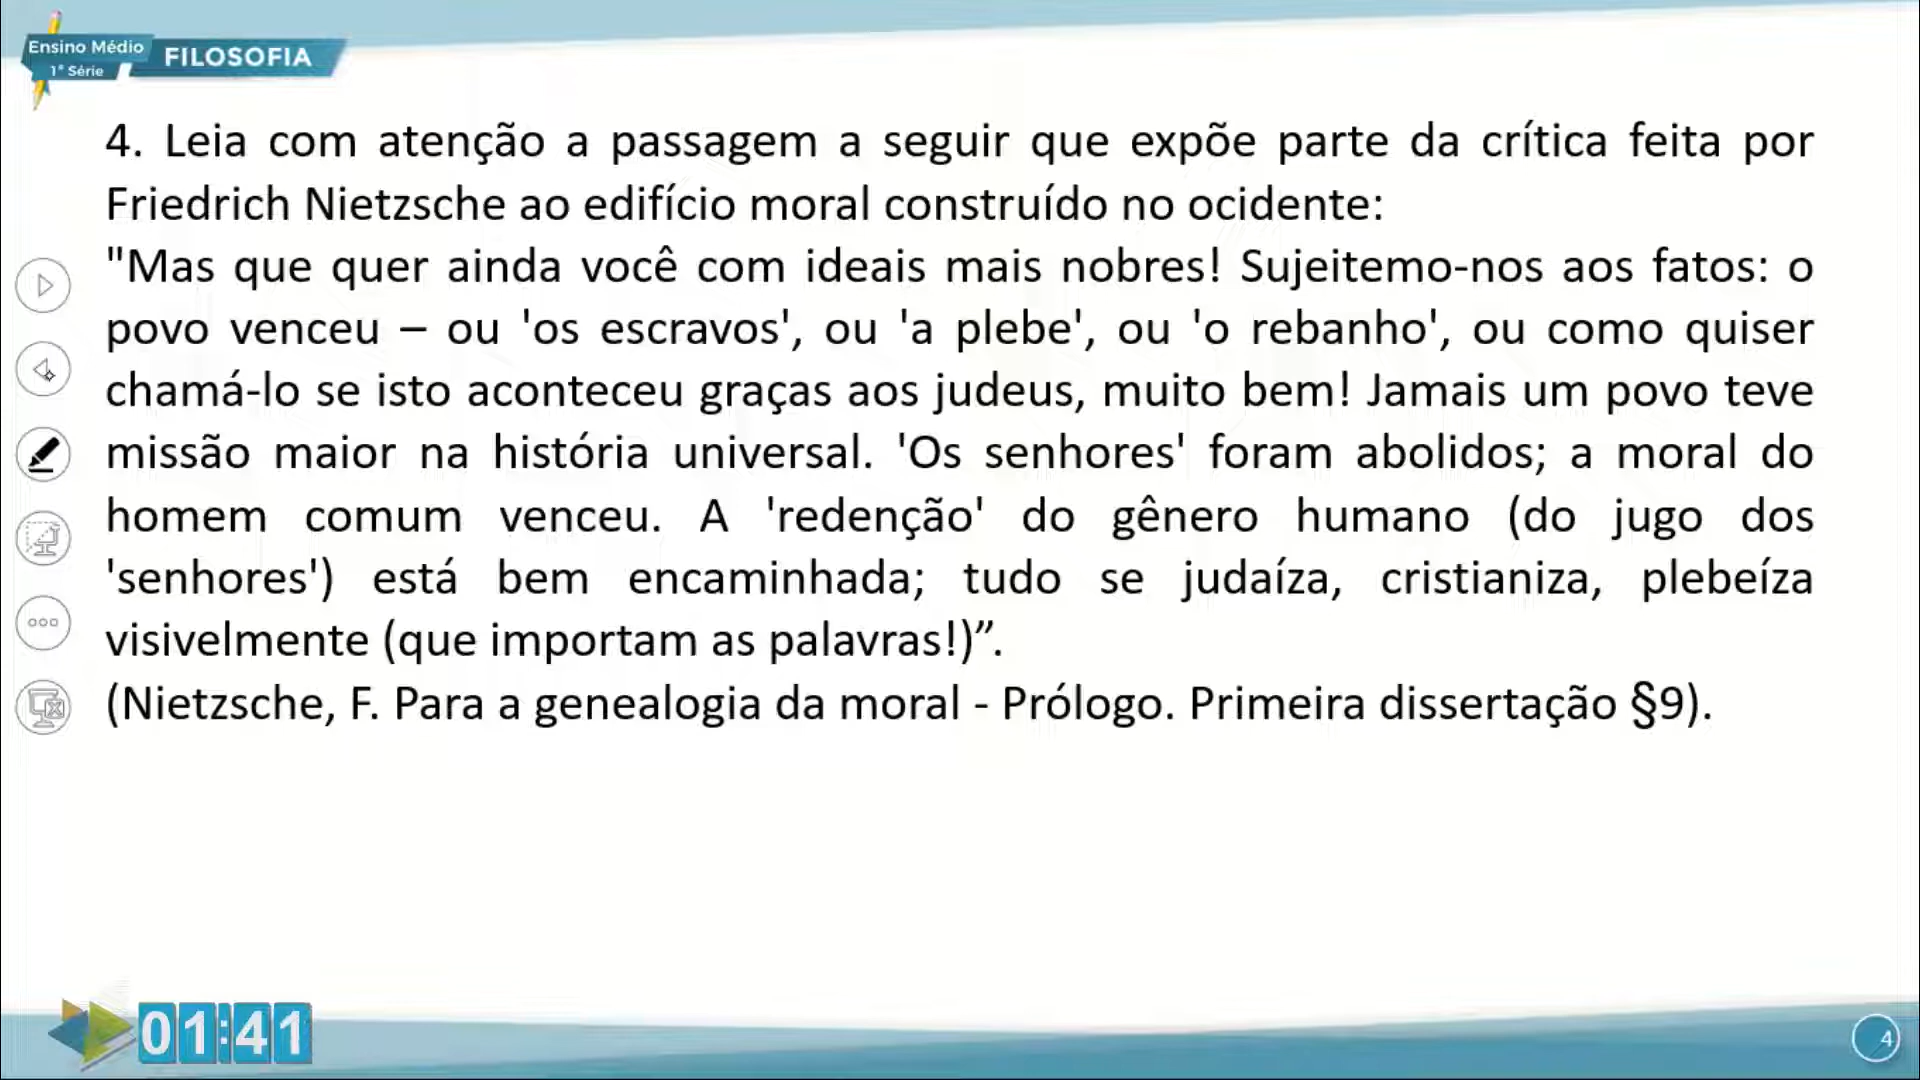 Ensino Médio
1ª Série
FILOSOFIA
4. Leia com atenção a passagem a seguir que expõe parte da crítica feita por
Friedrich Nietzsche ao edifício moral construído no ocidente:
"Mas que quer ainda você com ideais mais nobres! Sujeitemo-nos aos fatos: o
povo venceu – ou 'os escravos', ou 'a plebe', ou 'o rebanho', ou como quiser
chamá-lo se isto aconteceu graças aos judeus, muito bem! Jamais um povo teve
missão maior na história universal. 'Os senhores' foram abolidos; a moral do
homem comum venceu. A 'redenção' do gênero humano (do jugo dos
'senhores') está bem encaminhada; tudo se judaíza, cristianiza, plebeíza
visivelmente (que importam as palavras!)”.
(Nietzsche, F. Para a genealogia da moral - Prólogo. Primeira dissertação §9).
01:41
4